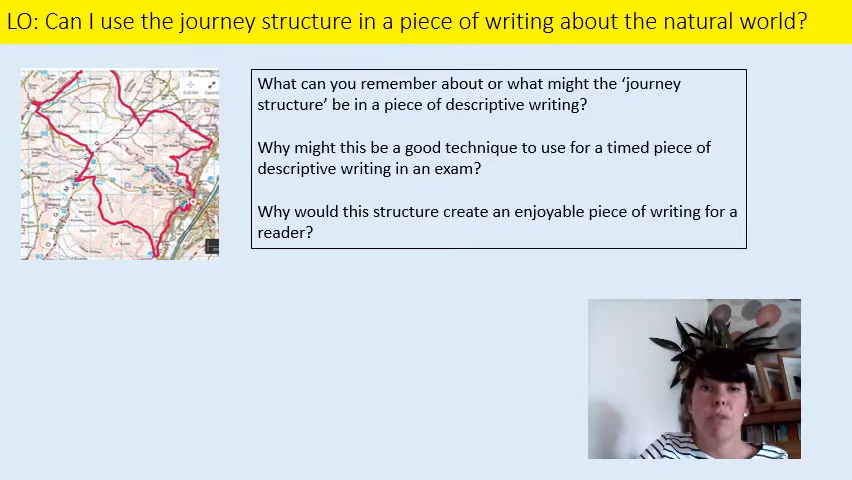 LO: Can I use the journey structure in a piece of writing about the natural world?
What can you remember about or what might the ‘journey
structure’ be in a piece of descriptive writing?
Why might this be a good technique to use for a timed piece of
descriptive writing in an exam?
Why would this structure create an enjoyable piece of writing for a
reader?